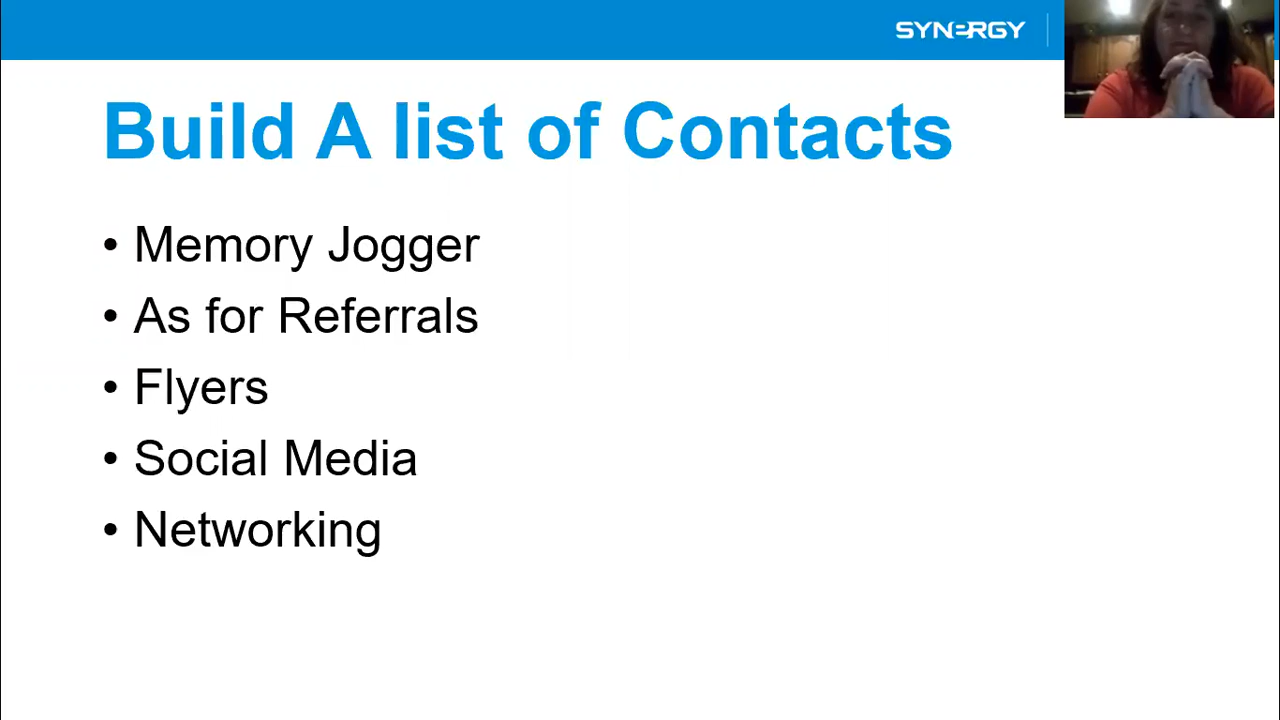 SYNERGY
Build A list of Contacts
• Memory Jogger
• As for Referrals
• Flyers
• Social Media
• Networking